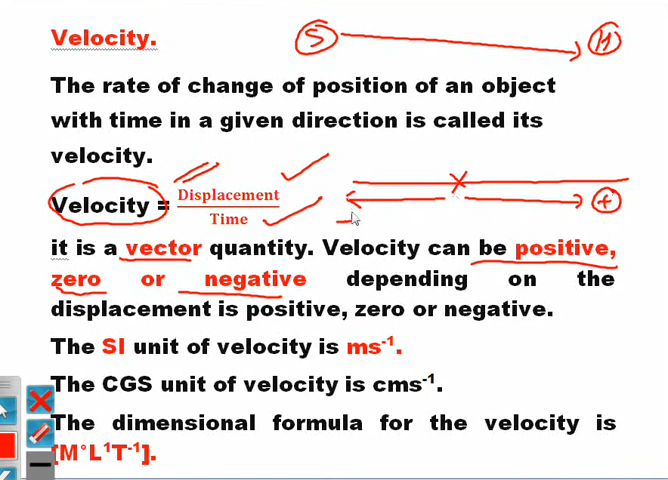 Velocity.
S H
The rate of change of position of an object
with time in a given direction is called its
velocity.
Velocity = Displacement / Time
+
it is a vector quantity. Velocity can be positive,
zero or negative depending on the
displacement is positive, zero or negative.
The SI unit of velocity is ms⁻¹.
The CGS unit of velocity is cms⁻¹.
The dimensional formula for the velocity is
[M°L¹T⁻¹].